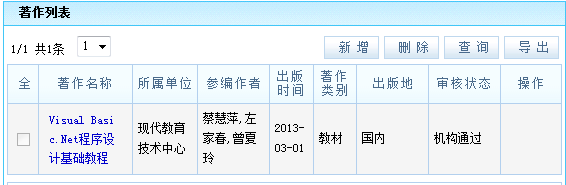 著作列表
1/1 共1条 1 新 增 删 除 查 询 导 出
全 著作名称 所属单位 参编作者 出版时间 著作类别 出版地 审核状态 操作
Visual Basi
c.Net程序设
计基础教程
现代教育
技术中心
蔡慧萍,左
家春,曾夏
玲
2013-
03-01
教材
国内
机构通过